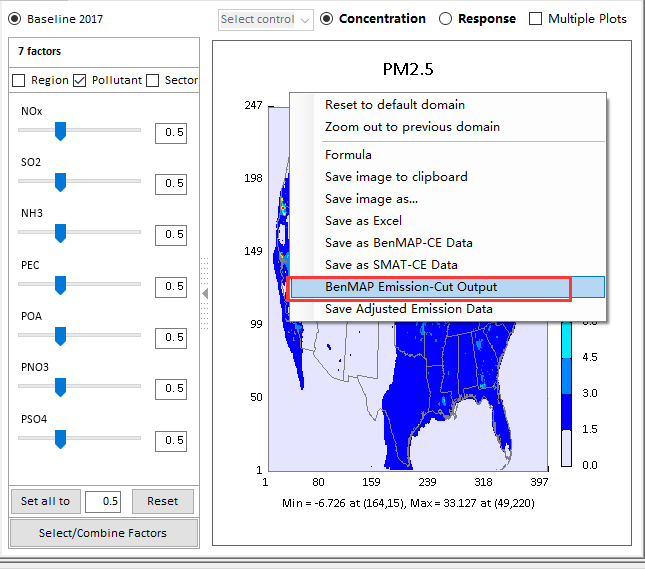 Baseline 2017
Select control
Concentration
Response
Multiple Plots
7 factors
Region
Pollutant
Sector
NOx
0.5
SO2
0.5
NH3
0.5
PEC
0.5
POA
0.5
PNO3
0.5
PSO4
0.5
Set all to
0.5
Reset
Select/Combine Factors
PM2.5
247
198
149
99
50
1
1
80
159
239
318
397
Reset to default domain
Zoom out to previous domain
Formula
Save image to clipboard
Save image as...
Save as Excel
Save as BenMAP-CE Data
Save as SMAT-CE Data
BenMAP Emission-Cut Output
Save Adjusted Emission Data
4.5
3.0
1.5
0.0
Min = -6.726 at (164,15), Max = 33.127 at (49,220)